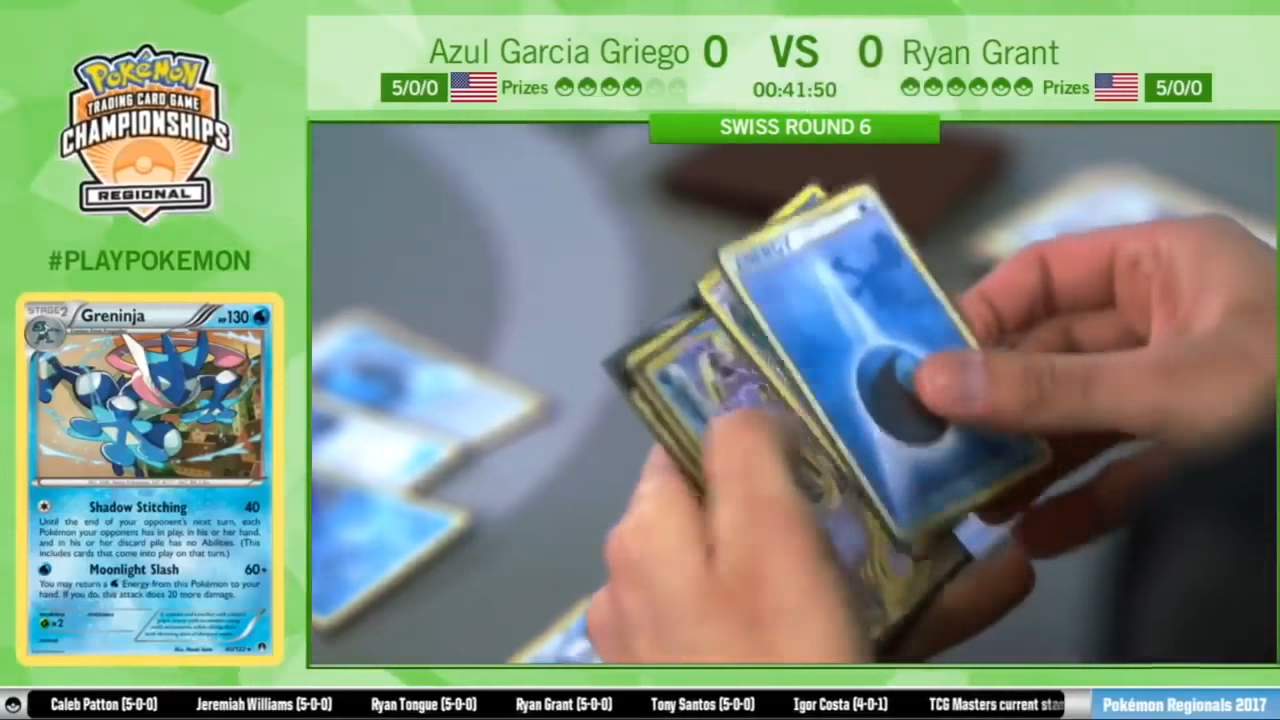 Azul Garcia Griego 0 VS 0 Ryan Grant
5/0/0 Prizes 00:41:50 Prizes 5/0/0
SWISS ROUND 6
POKéMON
TRADING CARD GAME
CHAMPIONSHIPS
REGIONAL
#PLAYPOKEMON
STAGE2 Greninja HP130
Shadow Stitching 40
Until the end of your opponent's next turn, each
Pokémon your opponent has in play, in his or her hand,
and in his or her discard pile has no Abilities. (This
includes cards that come into play on that turn.)
Moonlight Slash 60+
You may return a Energy from this Pokémon to your
hand. If you do, this attack does 20 more damage.
×2
ENERGY
Caleb Patton (5-0-0) Jeremiah Williams (5-0-0) Ryan Tongue (5-0-0) Ryan Grant (5-0-0) Tony Santos (5-0-0) Igor Costa (4-0-1) TCG Masters current stan
Pokémon Regionals 2017